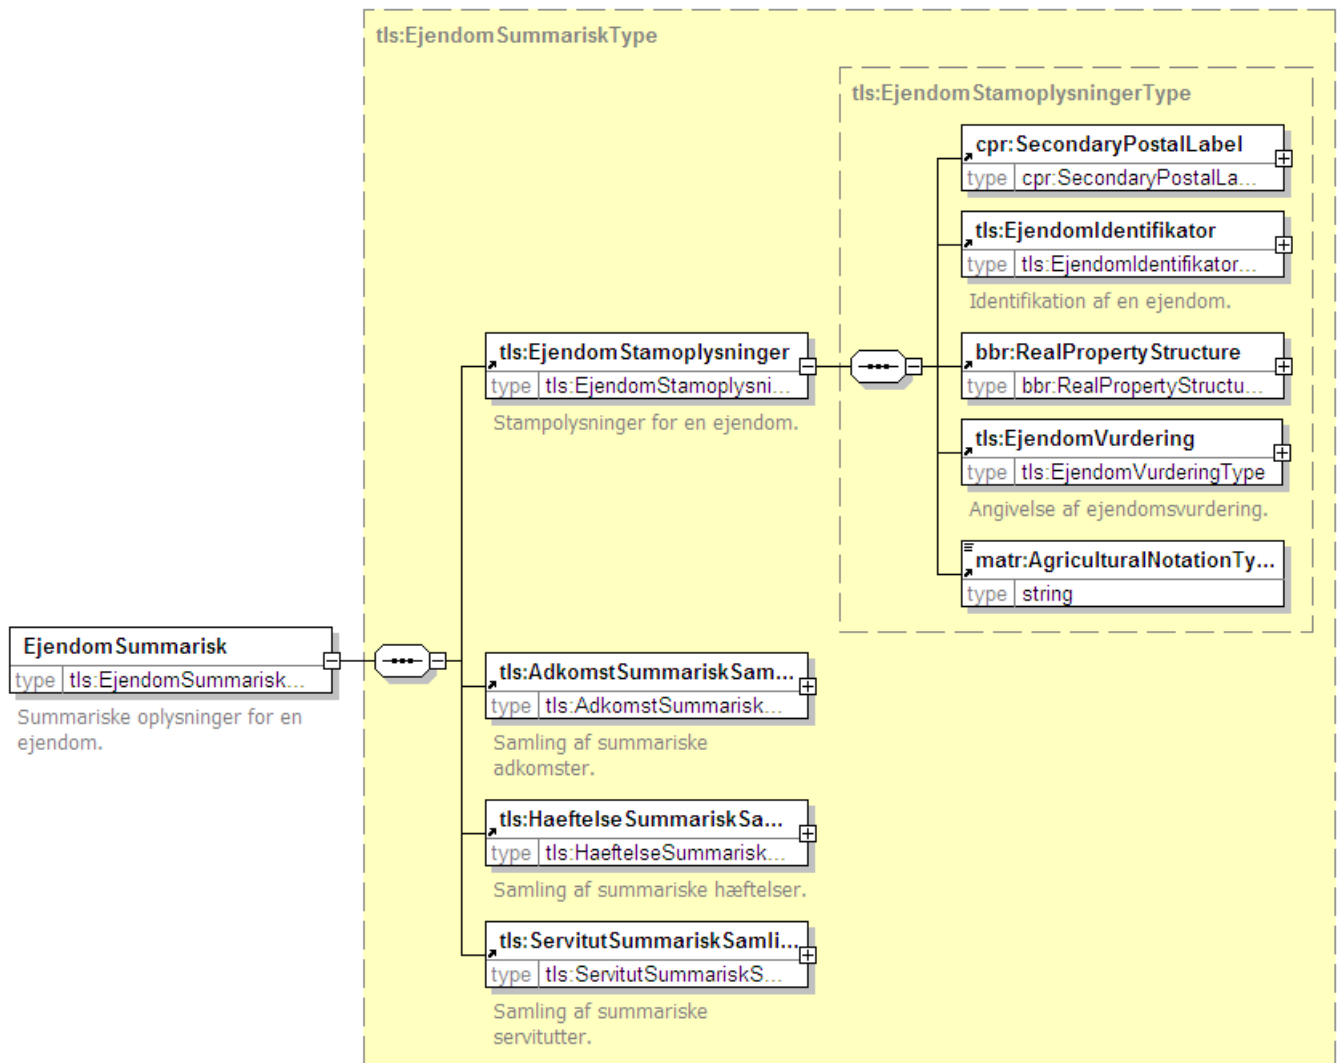 tls:EjendomSummariskType
tls:EjendomStamoplysningerType
cpr:SecondaryPostalLabel
type cpr:SecondaryPostalLa...
tls:EjendomIdentifikator
type tls:EjendomIdentifikator...
Identifikation af en ejendom.
tls:EjendomStamoplysninger
type tls:EjendomStamoplysni...
Stampolysninger for en ejendom.
bbr:RealPropertyStructure
type bbr:RealPropertyStructu...
tls:EjendomVurdering
type tls:EjendomVurderingType
Angivelse af ejendomsvurdering.
matr:AgriculturalNotationTy...
type string
EjendomSummarisk
type tls:EjendomSummarisk...
Summariske oplysninger for en
ejendom.
tls:AdkomstSummariskSam...
type tls:AdkomstSummarisk...
Samling af summariske
adkomster.
tls:HaeftelseSummariskSa...
type tls:HaeftelseSummarisk...
Samling af summariske hæftelser.
tls:ServitutSummariskSamli...
type tls:ServitutSummariskS...
Samling af summariske
servitutter.